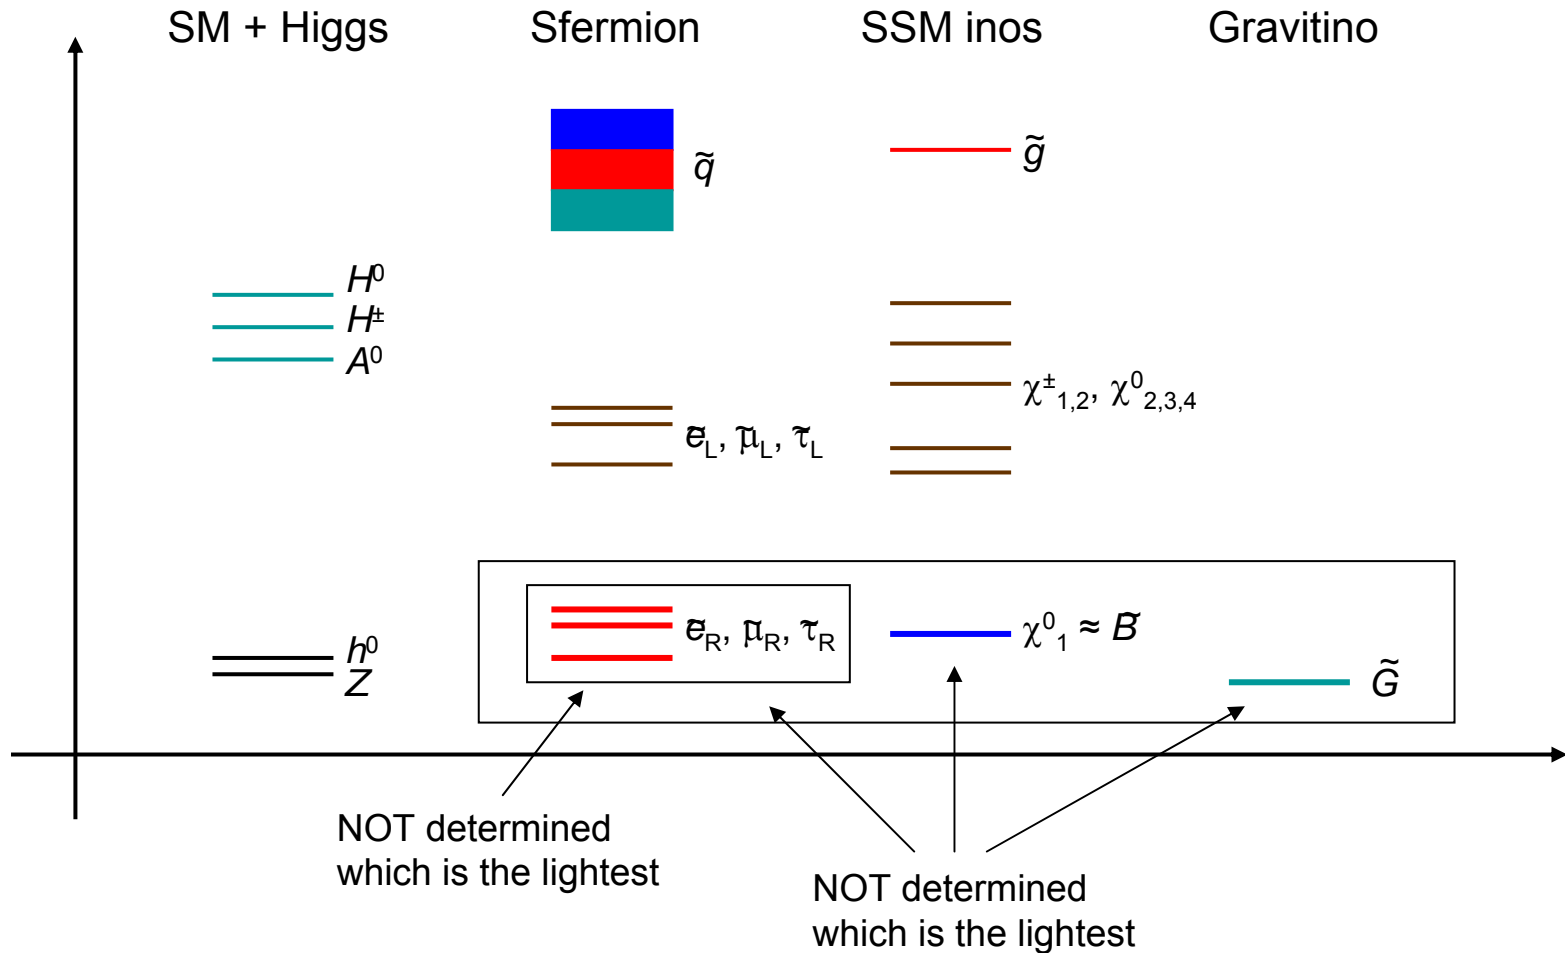 SM + Higgs
Sfermion
SSM inos
Gravitino
q̃
g̃
H⁰
H±
A⁰
χ±₁,₂, χ⁰₂,₃,₄
ẽL, μ̃L, τ̃L
ẽR, μ̃R, τ̃R
χ⁰₁ ≈ B̃
h⁰
Z
G̃
NOT determined
which is the lightest
NOT determined
which is the lightest